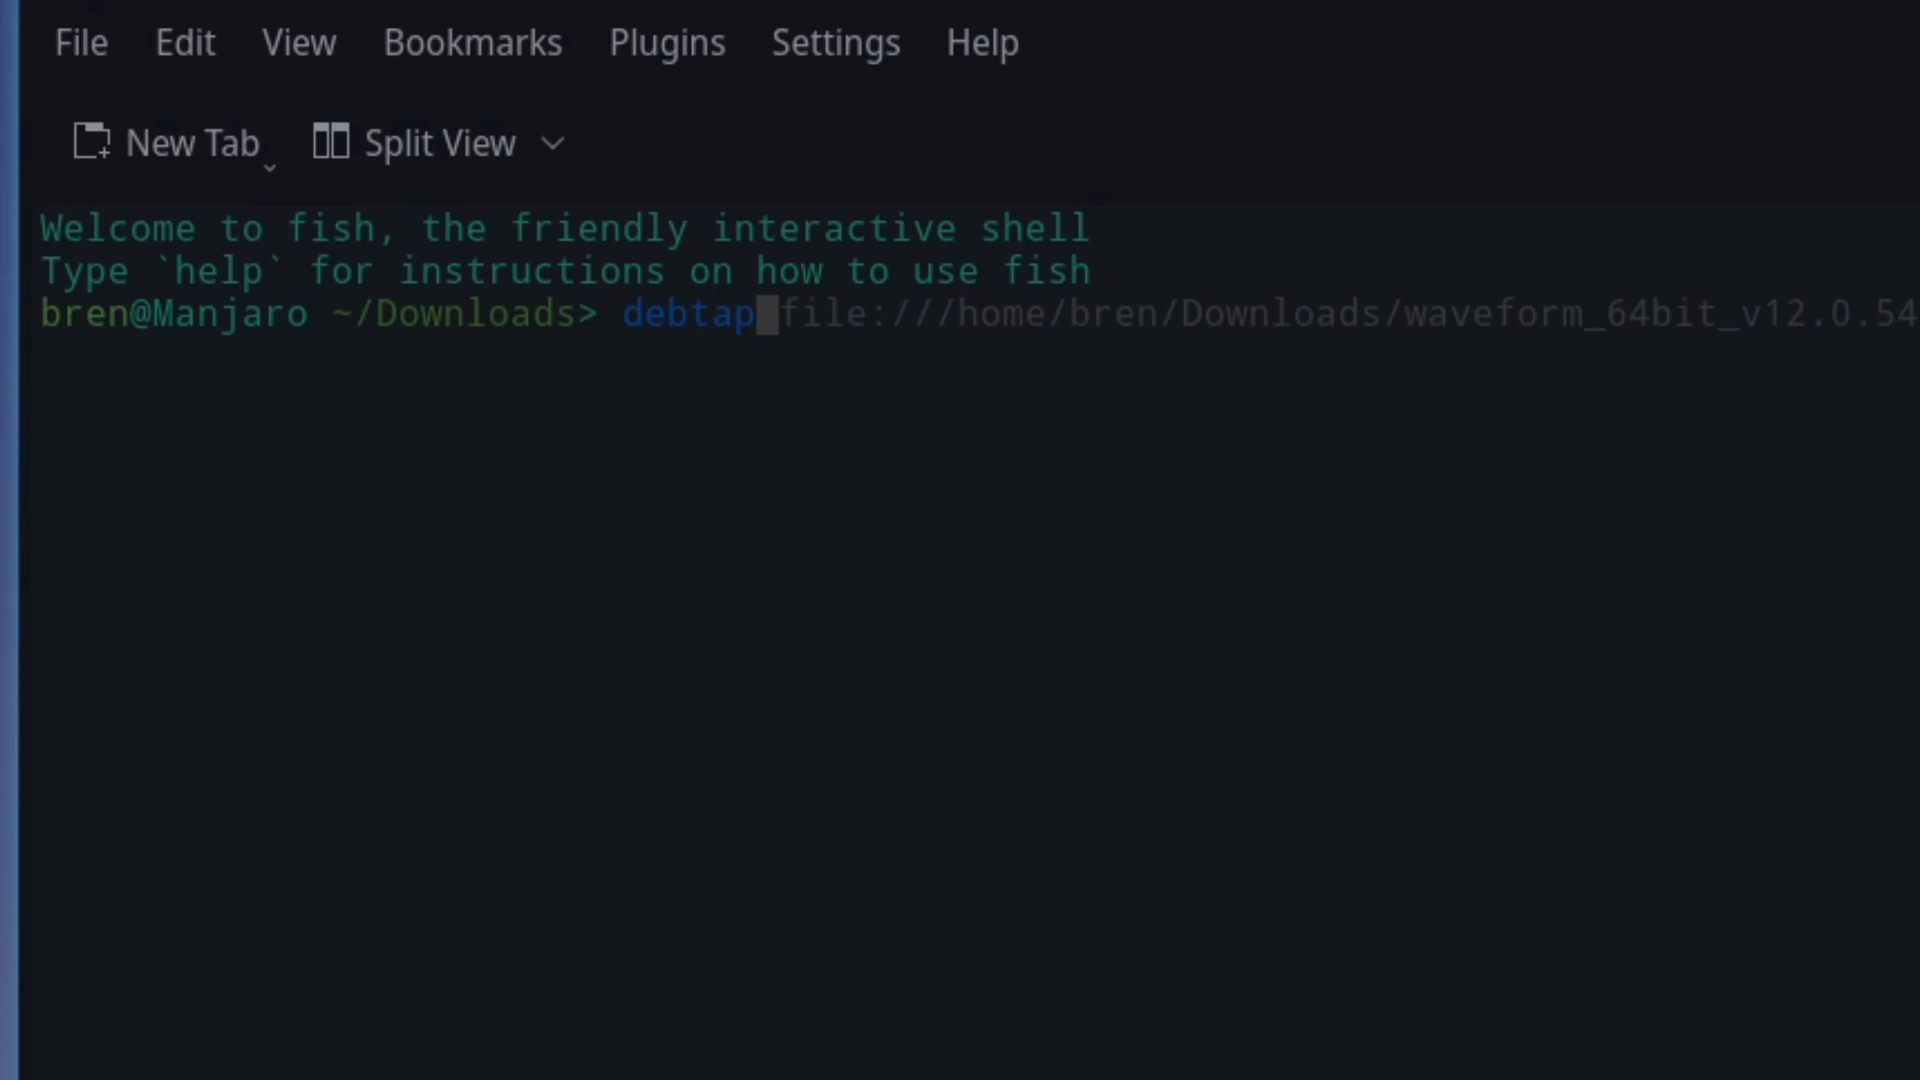 File Edit View Bookmarks Plugins Settings Help
New Tab Split View
Welcome to fish, the friendly interactive shell
Type `help` for instructions on how to use fish
bren@Manjaro ~/Downloads> debtap file:///home/bren/Downloads/waveform_64bit_v12.0.54